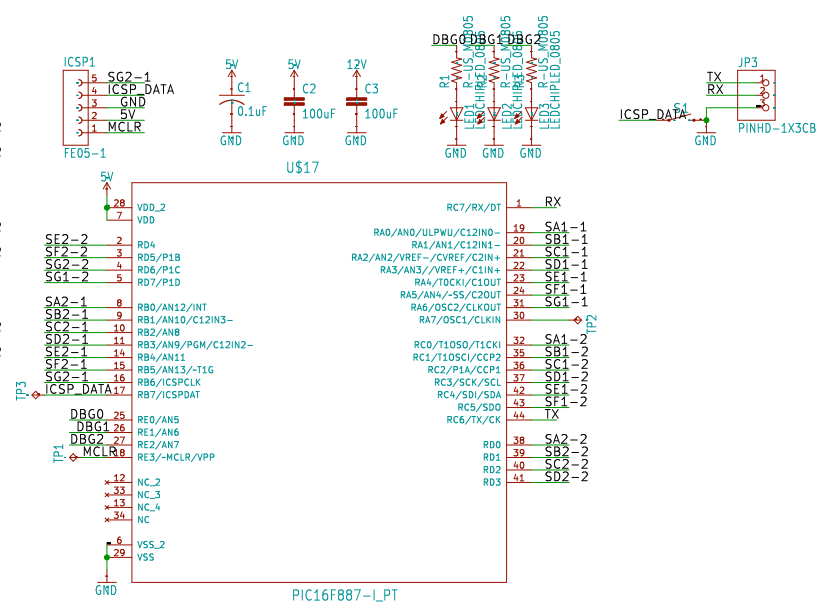 ICSP1
5 SG2-1
4 ICSP_DATA
3 GND
2 5V
1 MCLR
FE05-1
5V
C1
0.1uF
GND
5V
C2
100uF
GND
12V
C3
100uF
GND
DBG0 DBG1 DBG2
R-US_M0805
R-US_M0805
R-US_M0805
R1
LED1
LED3
LEDCHIPLED_0805
LEDCHIPLED_0805
LEDCHIPLED_0805
GND GND GND
JP3
TX 1
RX 2
3
ICSP_DATA
S1
GND
PINHD-1X3CB
U$17
5V
28 VDD_2
7 VDD
SE2-2 2 RD4
SF2-2 3 RD5/P1B
SG2-2 4 RD6/P1C
SG1-2 5 RD7/P1D
SA2-1 8 RB0/AN12/INT
SB2-1 9 RB1/AN10/C12IN3-
SC2-1 10 RB2/AN8
SD2-1 11 RB3/AN9/PGM/C12IN2-
SE2-1 14 RB4/AN11
SF2-1 15 RB5/AN13/~T1G
SG2-1 16 RB6/ICSPCLK
TP3 ICSP_DATA 17 RB7/ICSPDAT
DBG0 25 RE0/AN5
DBG1 26 RE1/AN6
DBG2 27 RE2/AN7
TP1 MCLR 18 RE3/~MCLR/VPP
12 NC_2
33 NC_3
13 NC_4
34 NC
6 VSS_2
29 VSS
GND
RC7/RX/DT 1 RX
RA0/AN0/ULPWU/C12IN0- 19 SA1-1
RA1/AN1/C12IN1- 20 SB1-1
RA2/AN2/VREF-/CVREF/C2IN+ 21 SC1-1
RA3/AN3//VREF+/C1IN+ 22 SD1-1
RA4/T0CKI/C1OUT 23 SE1-1
RA5/AN4/~SS/C2OUT 24 SF1-1
RA6/OSC2/CLKOUT 31 SG1-1
RA7/OSC1/CLKIN 30 TP2
RC0/T1OSO/T1CKI 32 SA1-2
RC1/T1OSCI/CCP2 35 SB1-2
RC2/P1A/CCP1 36 SC1-2
RC3/SCK/SCL 37 SD1-2
RC4/SDI/SDA 42 SE1-2
RC5/SDO 43 SF1-2
RC6/TX/CK 44 TX
RD0 38 SA2-2
RD1 39 SB2-2
RD2 40 SC2-2
RD3 41 SD2-2
PIC16F887-I_PT